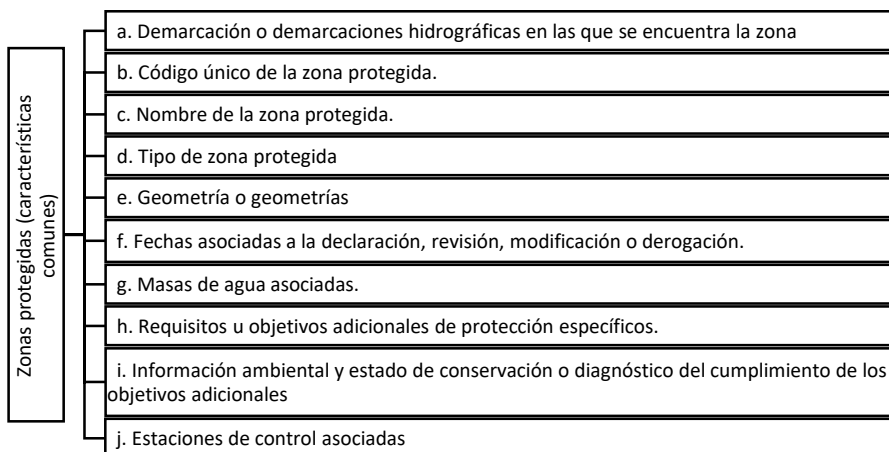 Zonas protegidas (características
comunes)
a. Demarcación o demarcaciones hidrográficas en las que se encuentra la zona
b. Código único de la zona protegida.
c. Nombre de la zona protegida.
d. Tipo de zona protegida
e. Geometría o geometrías
f. Fechas asociadas a la declaración, revisión, modificación o derogación.
g. Masas de agua asociadas.
h. Requisitos u objetivos adicionales de protección específicos.
i. Información ambiental y estado de conservación o diagnóstico del cumplimiento de los
objetivos adicionales
j. Estaciones de control asociadas